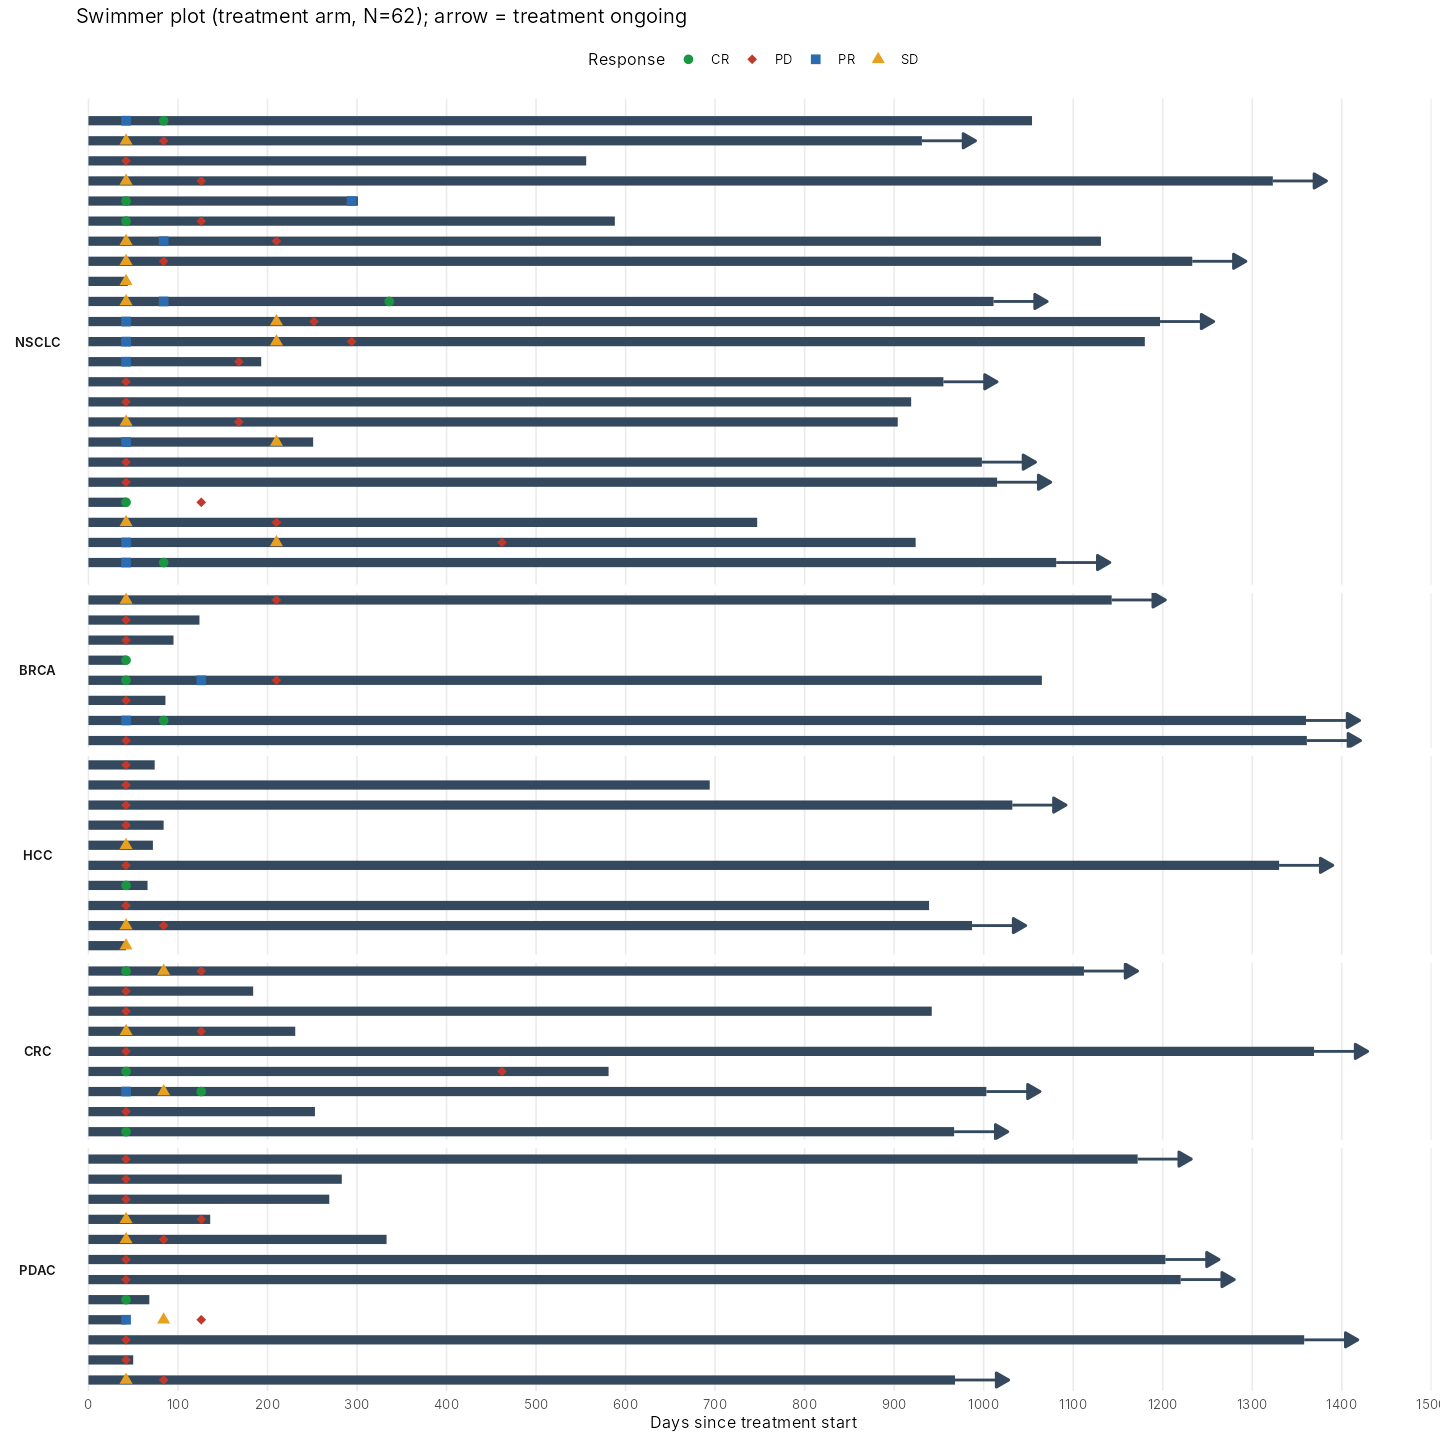 Swimmer plot (treatment arm, N=62); arrow = treatment ongoing
Response CR PD PR SD
NSCLC
BRCA
HCC
CRC
PDAC
0 100 200 300 400 500 600 700 800 900 1000 1100 1200 1300 1400 150
Days since treatment start